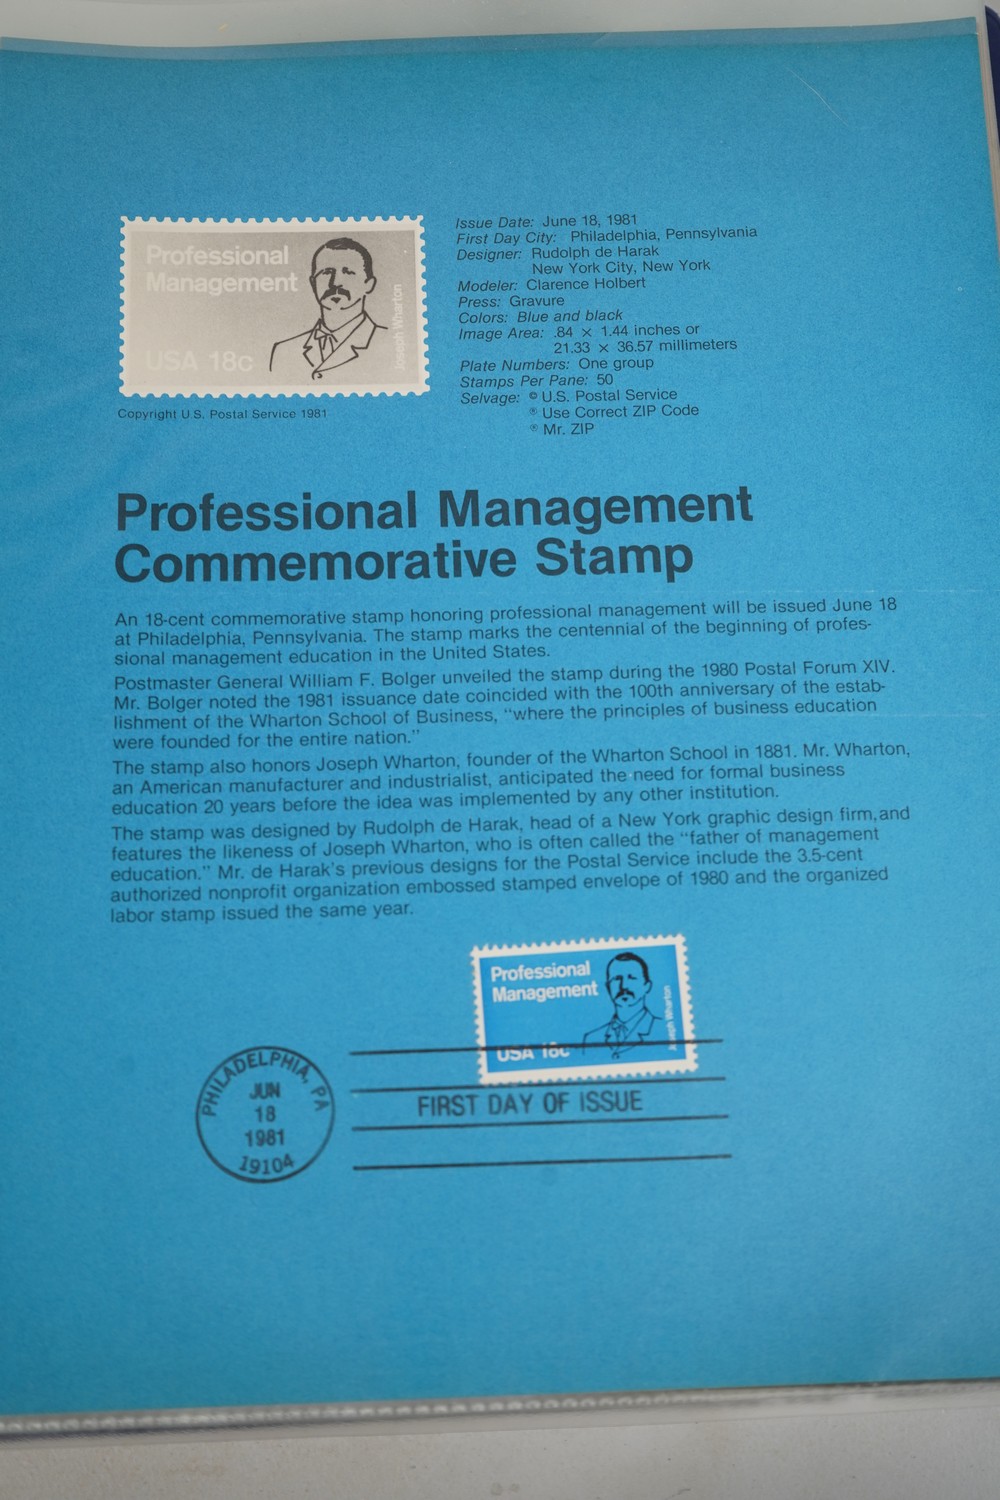 Professional
Management
Joseph Wharton
USA 18c
Copyright U.S. Postal Service 1981
Issue Date: June 18, 1981
First Day City: Philadelphia, Pennsylvania
Designer: Rudolph de Harak
New York City, New York
Modeler: Clarence Holbert
Press: Gravure
Colors: Blue and black
Image Area: .84 × 1.44 inches or
21.33 × 36.57 millimeters
Plate Numbers: One group
Stamps Per Pane: 50
Selvage: © U.S. Postal Service
® Use Correct ZIP Code
® Mr. ZIP
Professional Management
Commemorative Stamp
An 18-cent commemorative stamp honoring professional management will be issued June 18
at Philadelphia, Pennsylvania. The stamp marks the centennial of the beginning of profes-
sional management education in the United States.
Postmaster General William F. Bolger unveiled the stamp during the 1980 Postal Forum XIV.
Mr. Bolger noted the 1981 issuance date coincided with the 100th anniversary of the estab-
lishment of the Wharton School of Business, “where the principles of business education
were founded for the entire nation.”
The stamp also honors Joseph Wharton, founder of the Wharton School in 1881. Mr. Wharton,
an American manufacturer and industrialist, anticipated the need for formal business
education 20 years before the idea was implemented by any other institution.
The stamp was designed by Rudolph de Harak, head of a New York graphic design firm, and
features the likeness of Joseph Wharton, who is often called the “father of management
education.” Mr. de Harak’s previous designs for the Postal Service include the 3.5-cent
authorized nonprofit organization embossed stamped envelope of 1980 and the organized
labor stamp issued the same year.
Professional
Management
Joseph Wharton
USA 18c
PHILADELPHIA, PA
JUN
18
1981
19104
FIRST DAY OF ISSUE